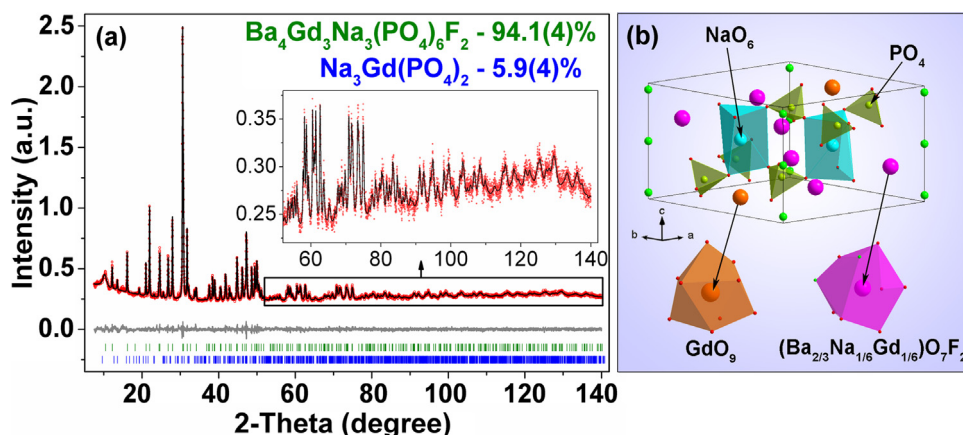 (a)
Ba4Gd3Na3(PO4)6F2 - 94.1(4)%
Na3Gd(PO4)2 - 5.9(4)%
Intensity (a.u.)
2.5
2.0
1.5
1.0
0.5
0.0
0.35
0.30
0.25
60 80 100 120 140
20 40 60 80 100 120 140
2-Theta (degree)
(b)
NaO6
PO4
c
b a
GdO9
(Ba2/3Na1/6Gd1/6)O7F2